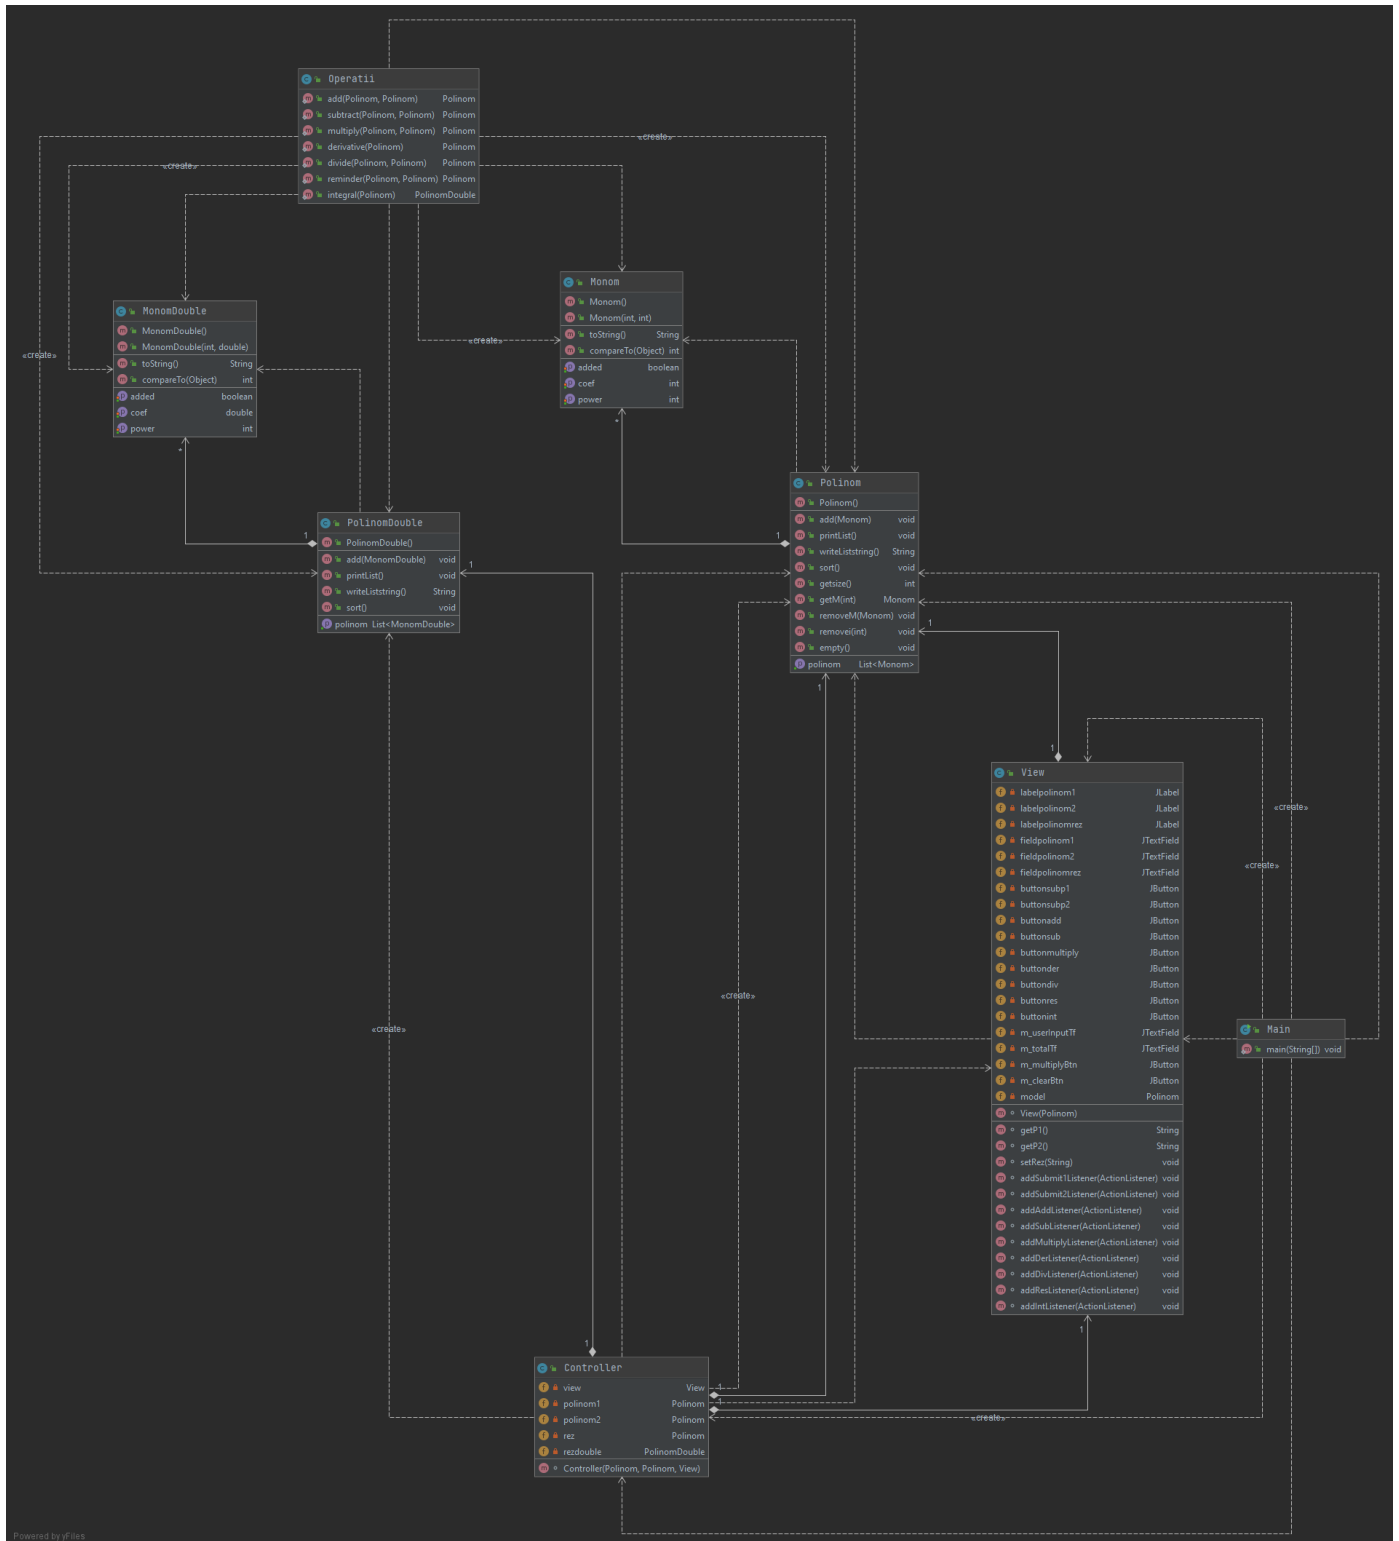 Operatii
add(Polinom, Polinom) Polinom
subtract(Polinom, Polinom) Polinom
multiply(Polinom, Polinom) Polinom
derivative(Polinom) Polinom
divide(Polinom, Polinom) Polinom
reminder(Polinom, Polinom) Polinom
integral(Polinom) PolinomDouble
«create»
«create»
«create»
«create»
Monom
Monom()
Monom(int, int)
toString() String
compareTo(Object) int
added boolean
coef int
power int
*
MonomDouble
MonomDouble()
MonomDouble(int, double)
toString() String
compareTo(Object) int
added boolean
coef double
power int
*
1
PolinomDouble
PolinomDouble()
add(MonomDouble) void
printList() void
writeListstring() String
sort() void
polinom List<MonomDouble>
1
1
Polinom
Polinom()
add(Monom) void
printList() void
writeListstring() String
sort() void
getsize() int
getM(int) Monom
removeM(Monom) void
removei(int) void
empty() void
polinom List<Monom>
1
1
1
View
labelpolinom1 JLabel
labelpolinom2 JLabel
labelpolinomrez JLabel
fieldpolinom1 JTextField
fieldpolinom2 JTextField
fieldpolinomrez JTextField
buttonsubp1 JButton
buttonsubp2 JButton
buttonadd JButton
buttonsub JButton
buttonmultiply JButton
buttonder JButton
buttondiv JButton
buttonres JButton
buttonint JButton
m_userInputTf JTextField
m_totalTf JTextField
m_multiplyBtn JButton
m_clearBtn JButton
model Polinom
View(Polinom)
getP1() String
getP2() String
setRez(String) void
addSubmit1Listener(ActionListener) void
addSubmit2Listener(ActionListener) void
addAddListener(ActionListener) void
addSubListener(ActionListener) void
addMultiplyListener(ActionListener) void
addDerListener(ActionListener) void
addDivListener(ActionListener) void
addResListener(ActionListener) void
addIntListener(ActionListener) void
1
«create»
«create»
«create»
«create»
Main
main(String[]) void
1
Controller
view View
polinom1 Polinom
polinom2 Polinom
rez Polinom
rezdouble PolinomDouble
Controller(Polinom, Polinom, View)
1
1
«create»
Powered by yFiles